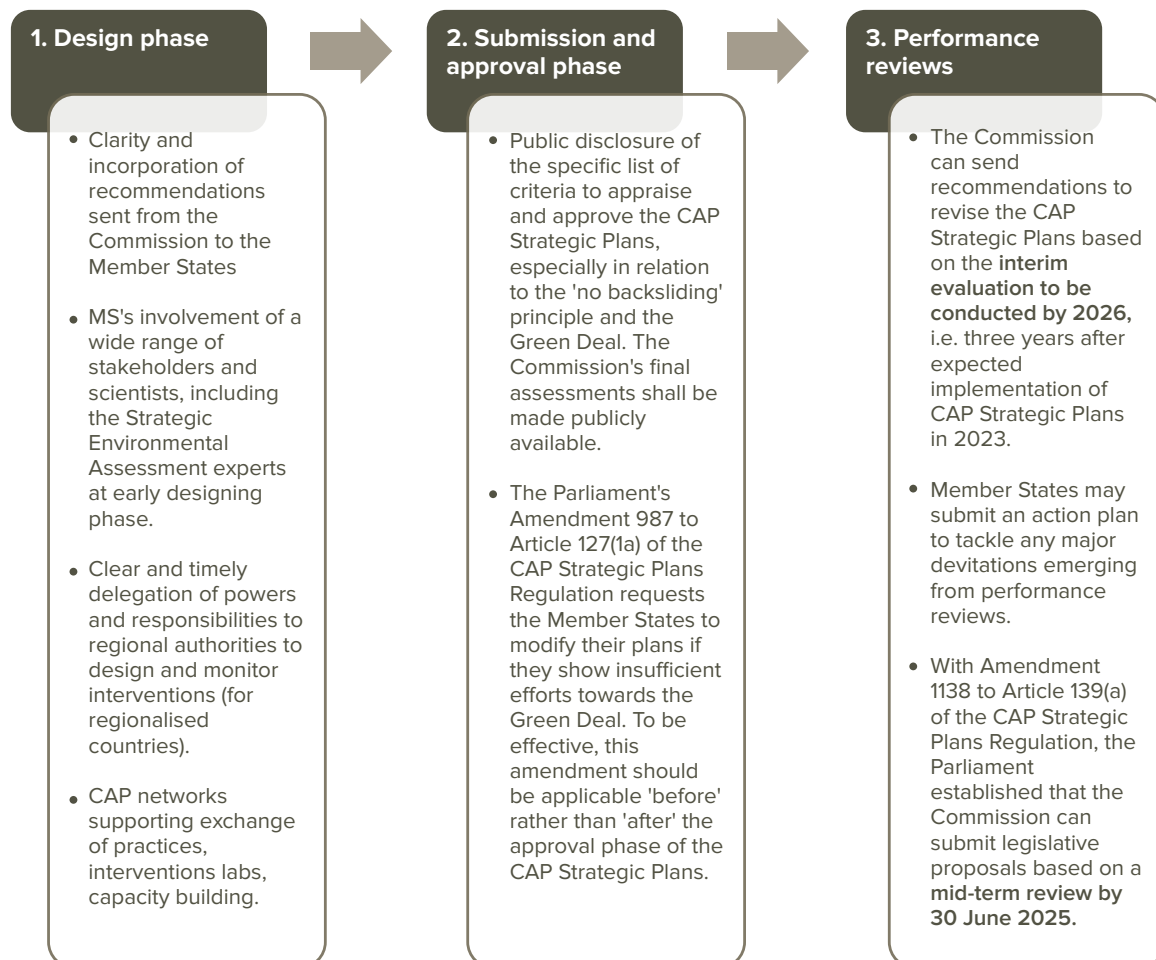 1. Design phase
• Clarity and
incorporation of
recommendations
sent from the
Commission to the
Member States
• MS's involvement of a
wide range of
stakeholders and
scientists, including
the Strategic
Environmental
Assessment experts
at early designing
phase.
• Clear and timely
delegation of powers
and responsibilities to
regional authorities to
design and monitor
interventions (for
regionalised
countries).
• CAP networks
supporting exchange
of practices,
interventions labs,
capacity building.
2. Submission and
approval phase
• Public disclosure of
the specific list of
criteria to appraise
and approve the CAP
Strategic Plans,
especially in relation
to the 'no backsliding'
principle and the
Green Deal. The
Commission's final
assessments shall be
made publicly
available.
• The Parliament's
Amendment 987 to
Article 127(1a) of the
CAP Strategic Plans
Regulation requests
the Member States to
modify their plans if
they show insufficient
efforts towards the
Green Deal. To be
effective, this
amendment should
be applicable 'before'
rather than 'after' the
approval phase of the
CAP Strategic Plans.
3. Performance
reviews
• The Commission
can send
recommendations to
revise the CAP
Strategic Plans based
on the interim
evaluation to be
conducted by 2026,
i.e. three years after
expected
implementation of
CAP Strategic Plans
in 2023.
• Member States may
submit an action plan
to tackle any major
devitations emerging
from performance
reviews.
• With Amendment
1138 to Article 139(a)
of the CAP Strategic
Plans Regulation, the
Parliament
established that the
Commission can
submit legislative
proposals based on a
mid-term review by
30 June 2025.